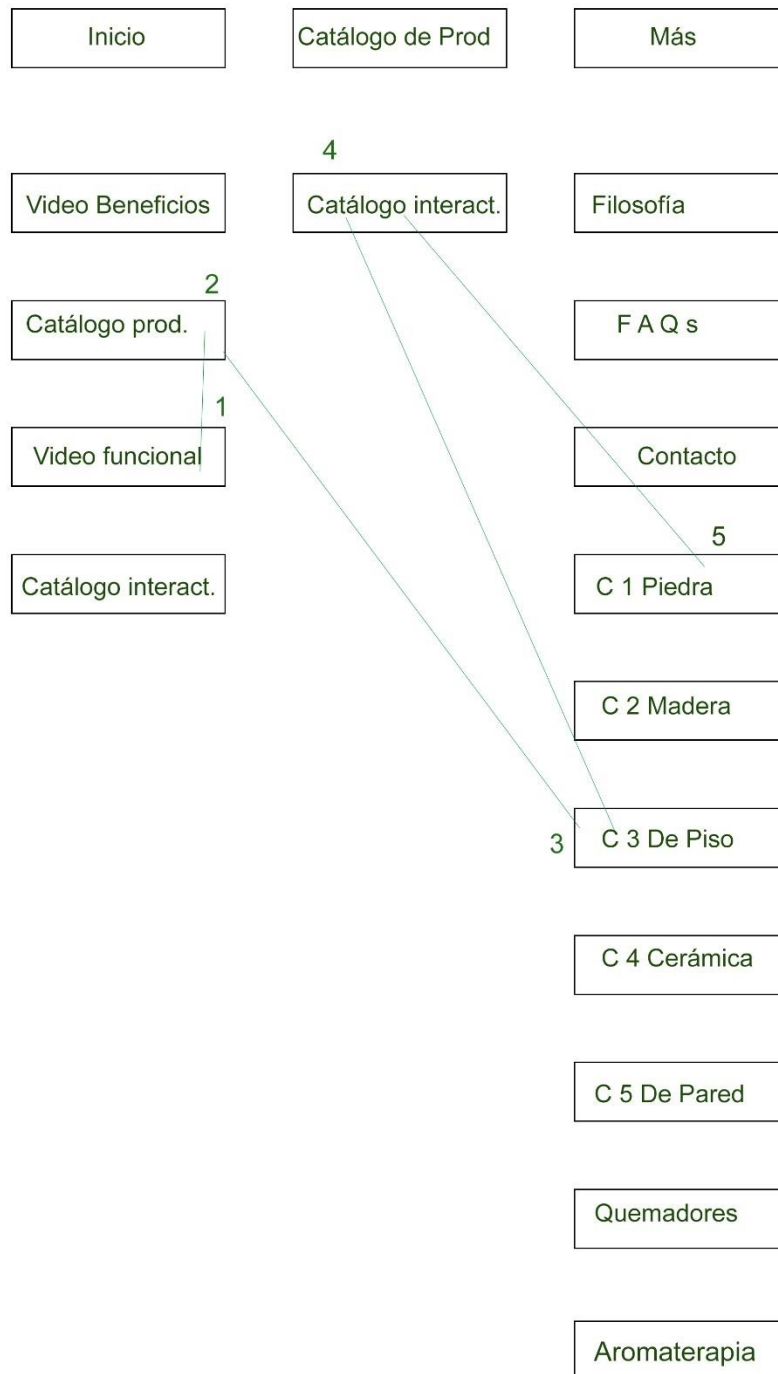 Inicio
Catálogo de Prod
Más
4
Video Beneficios
Catálogo interact.
Filosofía
2
Catálogo prod.
F A Q s
1
Video funcional
Contacto
5
Catálogo interact.
C 1 Piedra
C 2 Madera
3
C 3 De Piso
C 4 Cerámica
C 5 De Pared
Quemadores
Aromaterapia